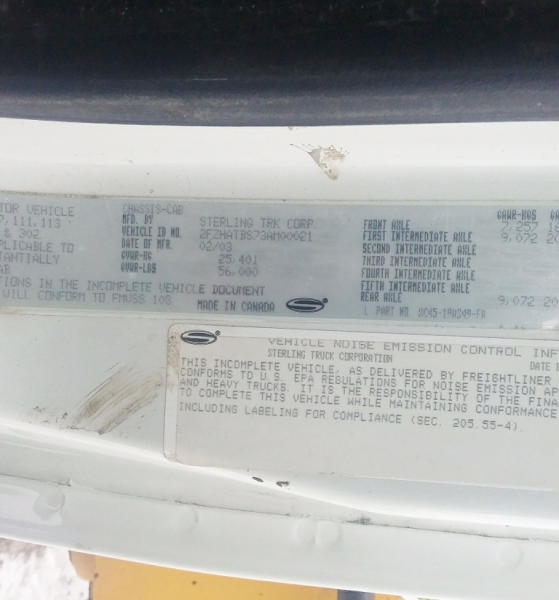 TOR VEHICLE
111,113
& 302.
PLICABLE TO
TANTIALLY
AB
TIONS IN THE INCOMPLETE VEHICLE DOCUMENT
WILL CONFORM TO FMVSS 108.
CHASSIS-CAB
MFD. BY STERLING TRK CORP.
VEHICLE ID NO.
DATE OF MFR. 02/03
GVWR-KG 25,401
GVWR-LBS 56,000
MADE IN CANADA
GAWR-KGS
FRONT AXLE 7,257
FIRST INTERMEDIATE AXLE 9,072
SECOND INTERMEDIATE AXLE
THIRD INTERMEDIATE AXLE
FOURTH INTERMEDIATE AXLE
FIFTH INTERMEDIATE AXLE
REAR AXLE 9,072
PART NO.
VEHICLE NOISE EMISSION CONTROL INF
STERLING TRUCK CORPORATION DATE
THIS INCOMPLETE VEHICLE, AS DELIVERED BY FREIGHTLINER
CONFORMS TO U.S. EPA REGULATIONS FOR NOISE EMISSION AP
AND HEAVY TRUCKS. IT IS THE RESPONSIBILITY OF THE FINA
TO COMPLETE THIS VEHICLE WHILE MAINTAINING CONFORMANCE
INCLUDING LABELING FOR COMPLIANCE (SEC. 205.55-4).